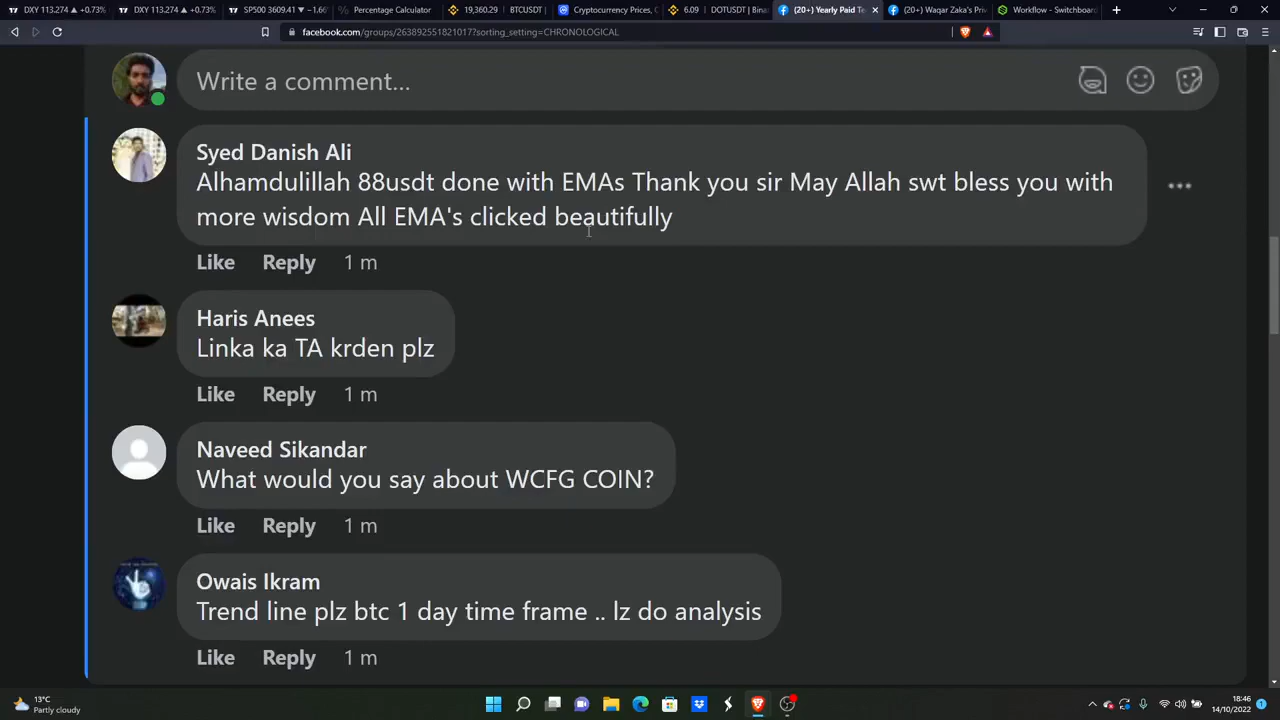 DXY 113.274 ▲ +0.73%
DXY 113.274 ▲ +0.73%
SP500 3609.41 ▼ −1.66
Percentage Calculator
19,360.29 | BTCUSDT |
Cryptocurrency Prices, C
6.09 | DOTUSDT | Binan
(20+) Yearly Paid Te
(20+) Waqar Zaka's Pri
Workflow - Switchboard
facebook.com/groups/263892551821017?sorting_setting=CHRONOLOGICAL
Write a comment...
Syed Danish Ali
Alhamdulillah 88usdt done with EMAs Thank you sir May Allah swt bless you with
more wisdom All EMA's clicked beautifully
Like Reply 1 m
Haris Anees
Linka ka TA krden plz
Like Reply 1 m
Naveed Sikandar
What would you say about WCFG COIN?
Like Reply 1 m
Owais Ikram
Trend line plz btc 1 day time frame .. lz do analysis
Like Reply 1 m
13°C
Partly cloudy
18:46
14/10/2022